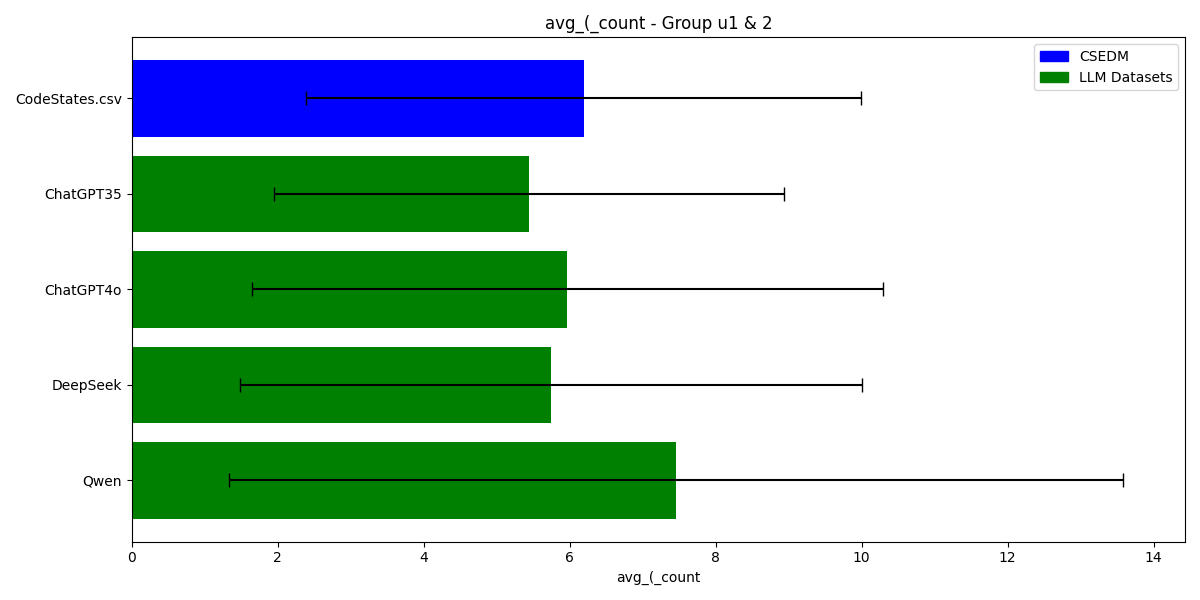 avg_(_count - Group u1 & 2
CSEDM
LLM Datasets
CodeStates.csv
ChatGPT35
ChatGPT4o
DeepSeek
Qwen
0 2 4 6 8 10 12 14
avg_(_count